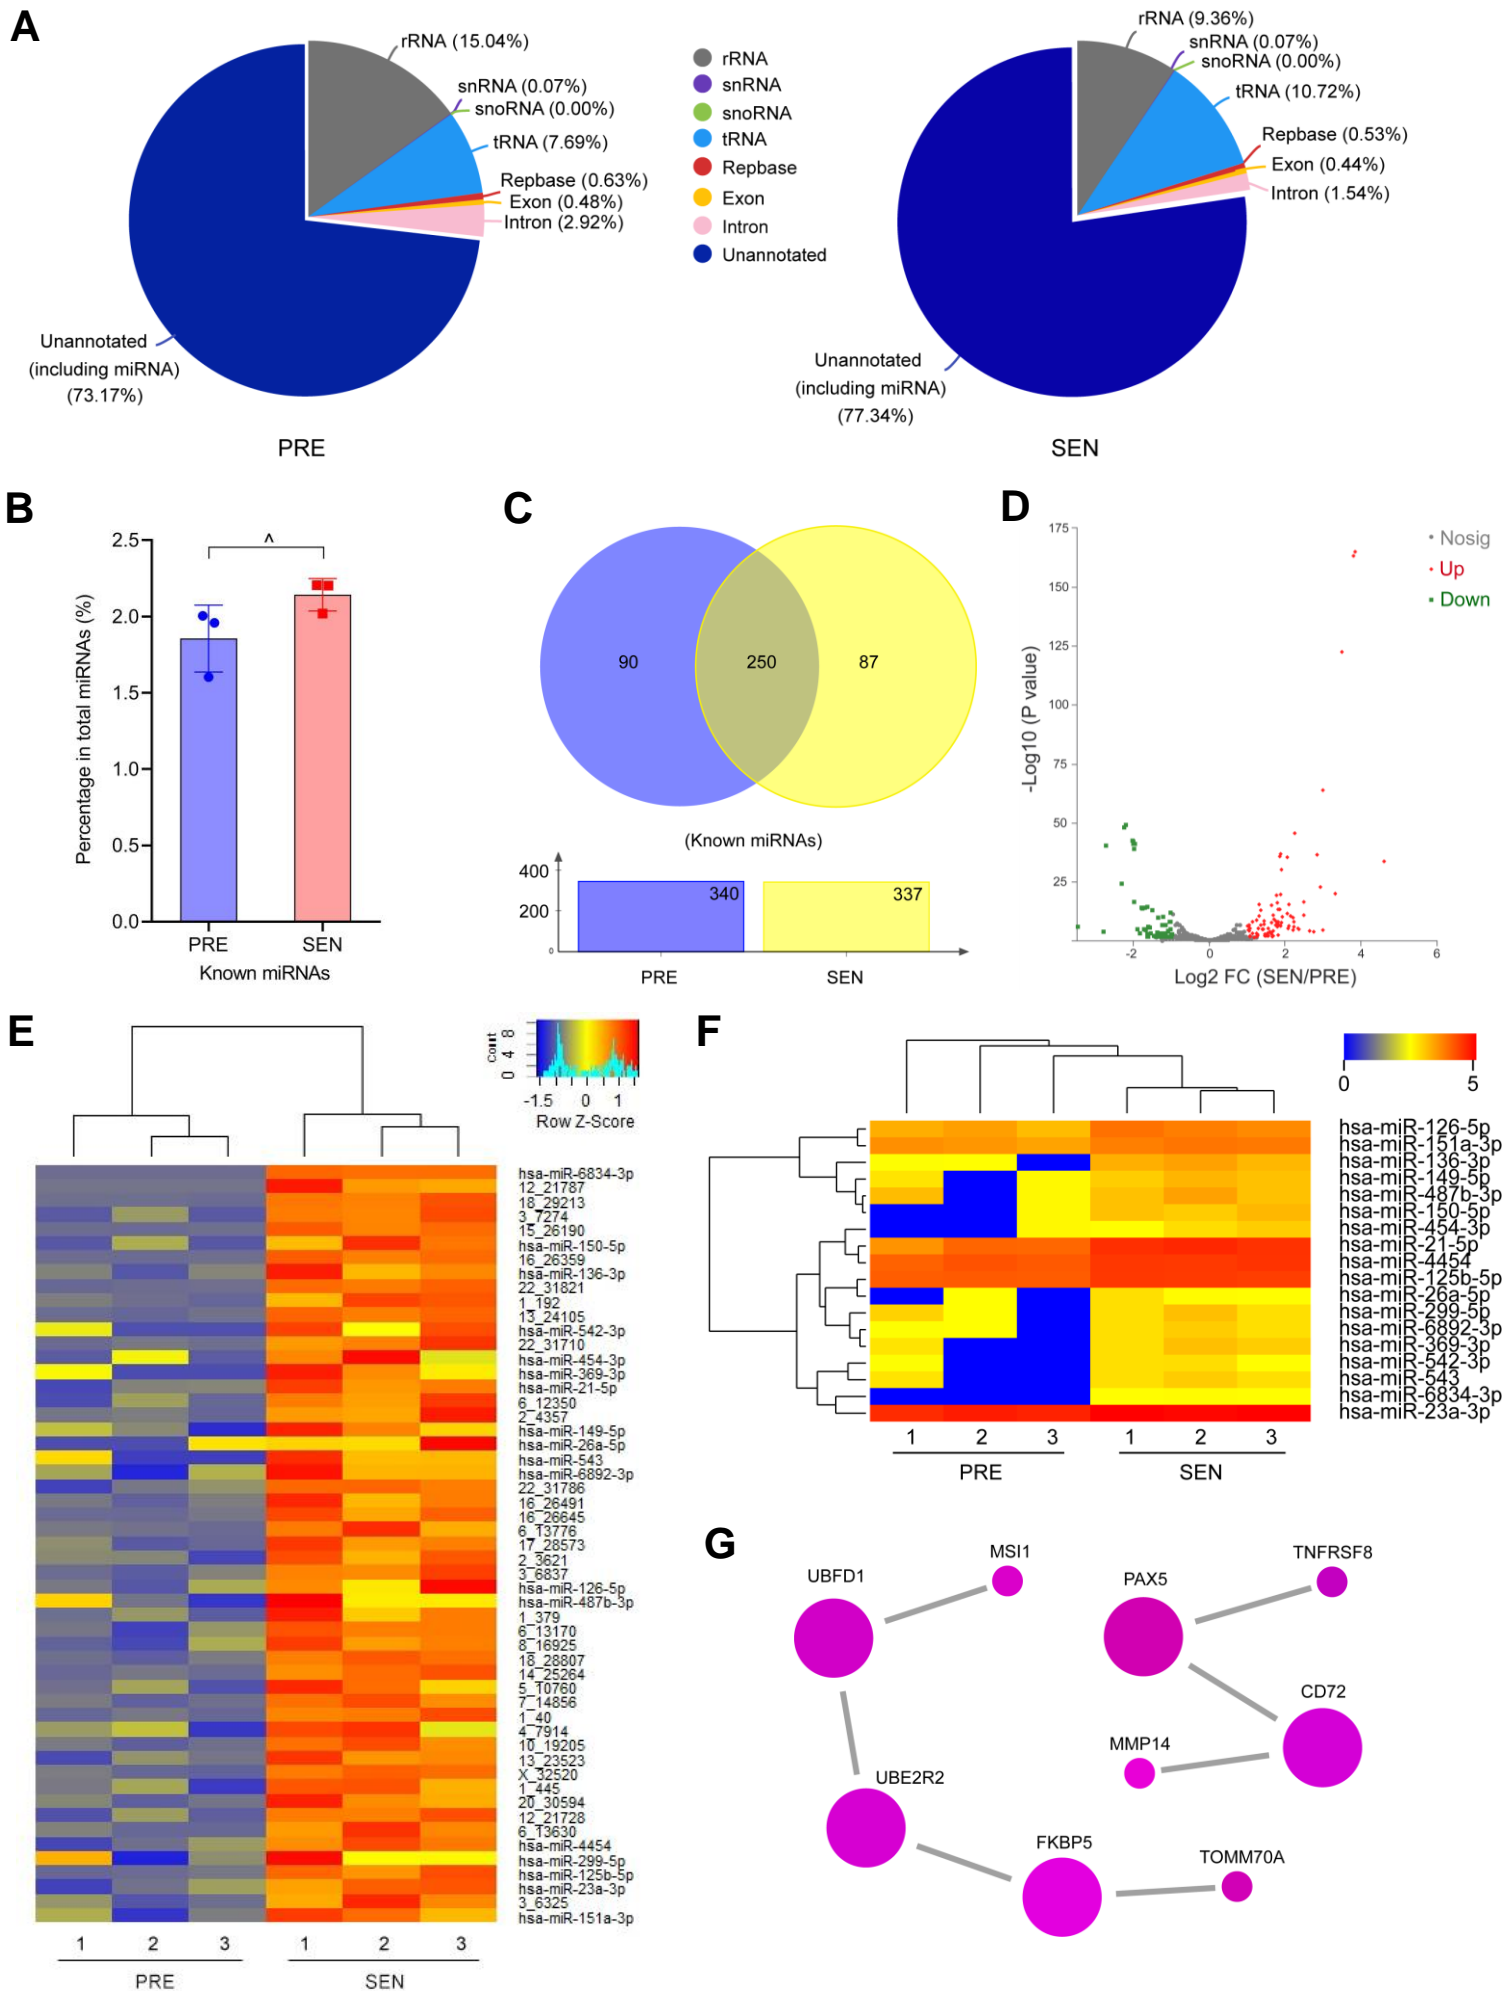 A
rRNA (15.04%)
snRNA (0.07%)
snoRNA (0.00%)
tRNA (7.69%)
Repbase (0.63%)
Exon (0.48%)
Intron (2.92%)
Unannotated
(including miRNA)
(73.17%)
PRE
rRNA
snRNA
snoRNA
tRNA
Repbase
Exon
Intron
Unannotated
rRNA (9.36%)
snRNA (0.07%)
snoRNA (0.00%)
tRNA (10.72%)
Repbase (0.53%)
Exon (0.44%)
Intron (1.54%)
Unannotated
(including miRNA)
(77.34%)
SEN
B
Percentage in total miRNAs (%)
2.5
2.0
1.5
1.0
0.5
0.0
^
PRE SEN
Known miRNAs
C
90 250 87
(Known miRNAs)
400
200
0
340 337
PRE SEN
D
-Log10 (P value)
175
150
125
100
75
50
25
-2 0 2 4 6
Log2 FC (SEN/PRE)
Nosig
Up
Down
E
Count
0 4 8
-1.5 0 1
Row Z-Score
hsa-miR-6834-3p
12_21787
18_29213
3_7274
15_26190
hsa-miR-150-5p
16_26359
hsa-miR-136-3p
22_31821
1_192
13_24105
hsa-miR-542-3p
22_31710
hsa-miR-454-3p
hsa-miR-369-3p
hsa-miR-21-5p
6_12350
2_4357
hsa-miR-149-5p
hsa-miR-26a-5p
hsa-miR-543
hsa-miR-6892-3p
22_31786
16_26491
16_26645
6_13776
17_28573
2_3621
3_6837
hsa-miR-126-5p
hsa-miR-487b-3p
1_379
6_13170
8_16925
18_28807
14_25264
5_10760
7_14856
1_40
4_7914
10_19205
13_23523
X_32520
1_445
20_30594
12_21728
6_13630
hsa-miR-4454
hsa-miR-299-5p
hsa-miR-125b-5p
hsa-miR-23a-3p
3_6325
hsa-miR-151a-3p
1 2 3 1 2 3
PRE SEN
F
0 5
hsa-miR-126-5p
hsa-miR-151a-3p
hsa-miR-136-3p
hsa-miR-149-5p
hsa-miR-487b-3p
hsa-miR-150-5p
hsa-miR-454-3p
hsa-miR-21-5p
hsa-miR-4454
hsa-miR-125b-5p
hsa-miR-26a-5p
hsa-miR-299-5p
hsa-miR-6892-3p
hsa-miR-369-3p
hsa-miR-542-3p
hsa-miR-543
hsa-miR-6834-3p
hsa-miR-23a-3p
1 2 3 1 2 3
PRE SEN
G
UBFD1
MSI1
PAX5
TNFRSF8
CD72
MMP14
UBE2R2
FKBP5
TOMM70A